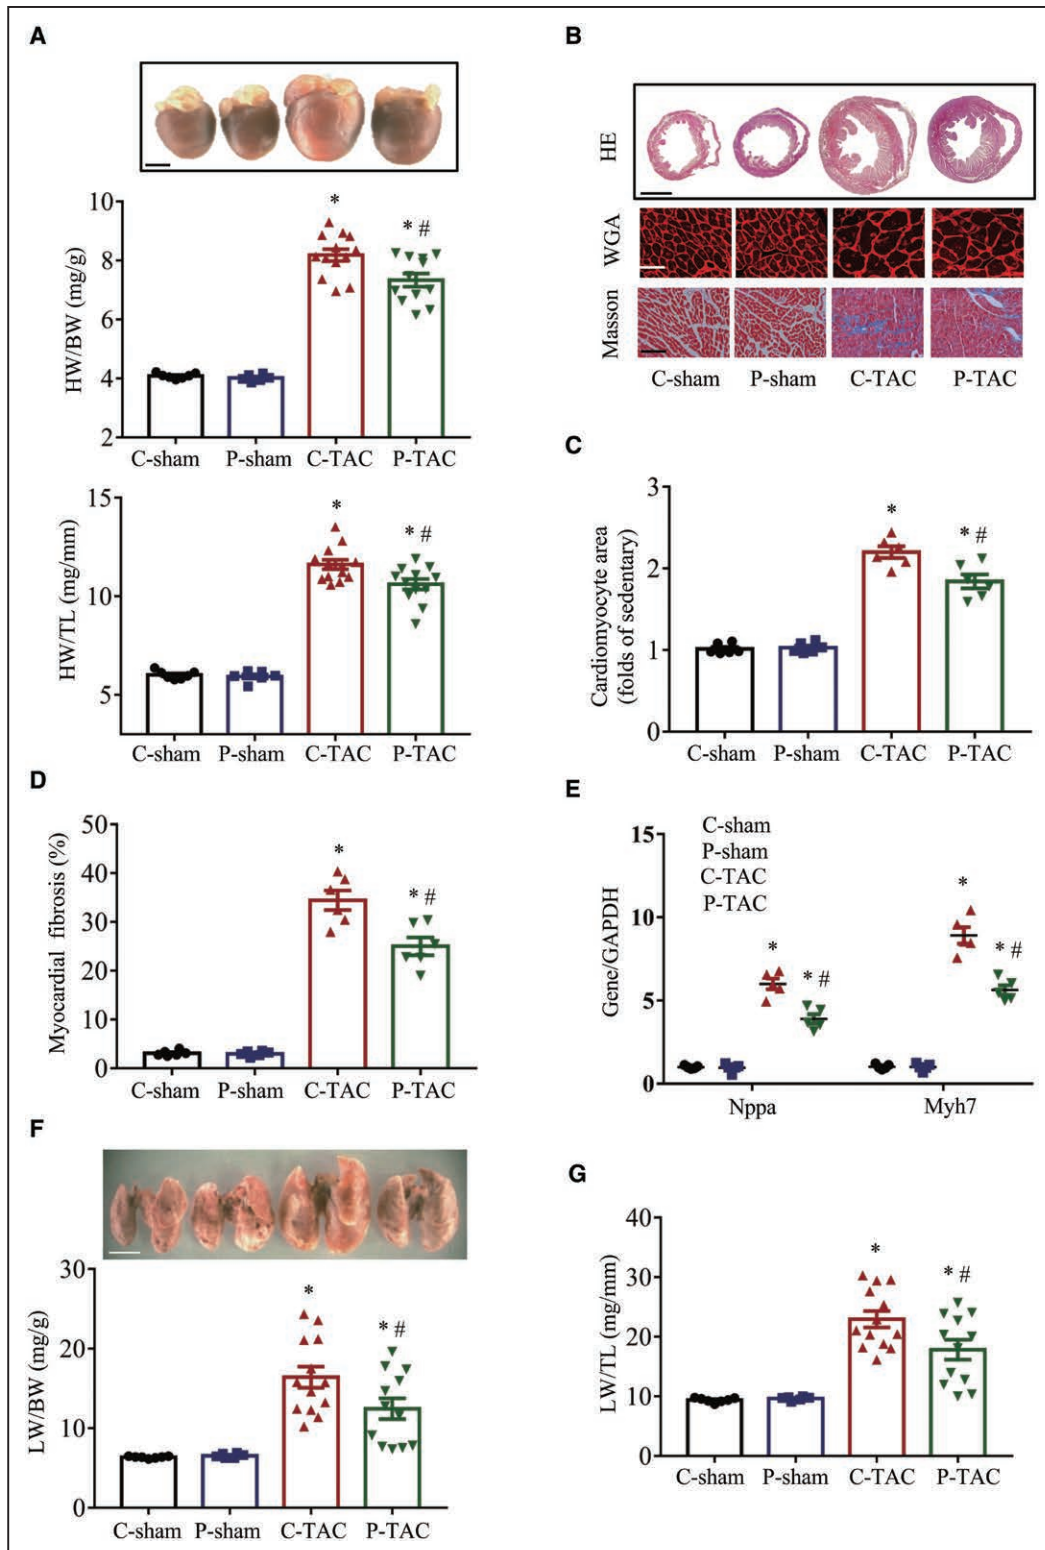 A
HW/BW (mg/g)
10
*
* #
8
6
4
2
C-sham P-sham C-TAC P-TAC
HW/TL (mg/mm)
15
*
* #
10
5
C-sham P-sham C-TAC P-TAC
B
HE
WGA
Masson
C-sham P-sham C-TAC P-TAC
C
Cardiomyocyte area
(folds of sedentary)
3
*
* #
2
1
0
C-sham P-sham C-TAC P-TAC
D
Myocardial fibrosis (%)
50
40
*
* #
30
20
10
0
C-sham P-sham C-TAC P-TAC
E
Gene/GAPDH
C-sham
P-sham
C-TAC
P-TAC
15
*
10
* * #
* #
5
0
Nppa Myh7
F
LW/BW (mg/g)
30
*
* #
20
10
0
C-sham P-sham C-TAC P-TAC
G
LW/TL (mg/mm)
40
*
* #
30
20
10
0
C-sham P-sham C-TAC P-TAC